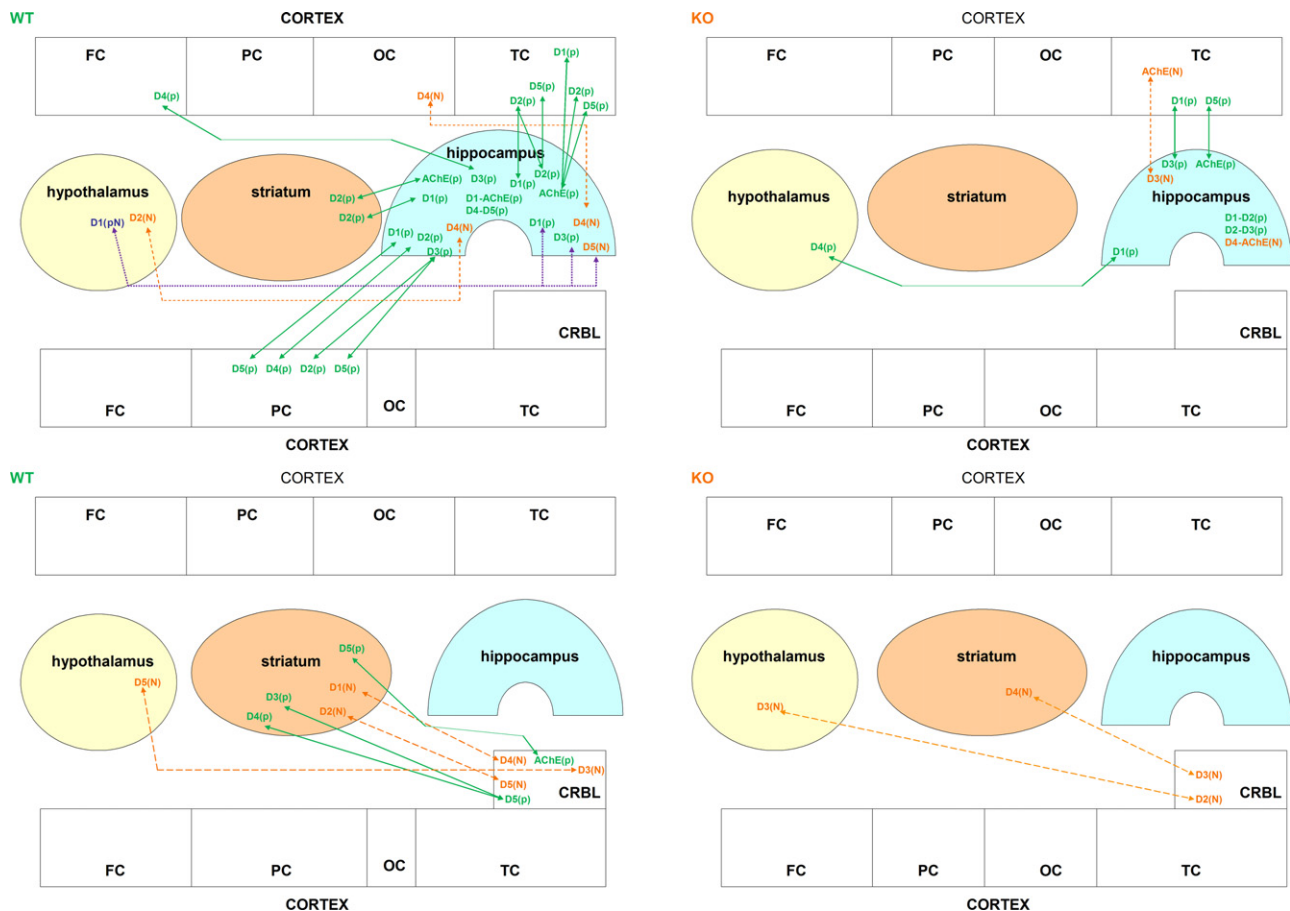 WT
CORTEX
FC
PC
OC
TC
D1(p)
D4(p)
D4(N)
D2(p)
D5(p)
D2(p)
D5(p)
hippocampus
hypothalamus
striatum
D1(pN)
D2(N)
D2(p)
D2(p)
AChE(p)
D3(p)
D1(p)
D2(p)
AChE(p)
D1(p)
D1-AChE(p)
D4-D5(p)
D1(p)
D2(p)
D3(p)
D4(N)
D1(p)
D3(p)
D4(N)
D5(N)
CRBL
D5(p)
D4(p)
D2(p)
D5(p)
FC
PC
OC
TC
CORTEX
KO
CORTEX
FC
PC
OC
TC
AChE(N)
D1(p)
D5(p)
D3(p)
AChE(p)
D3(N)
hypothalamus
striatum
hippocampus
D1-D2(p)
D2-D3(p)
D4-AChE(N)
D4(p)
D1(p)
CRBL
FC
PC
OC
TC
CORTEX
WT
CORTEX
FC
PC
OC
TC
hypothalamus
striatum
hippocampus
D5(N)
D5(p)
D1(N)
D3(p)
D2(N)
D4(p)
D4(N)
AChE(p)
D3(N)
D5(N)
D5(p)
CRBL
FC
PC
OC
TC
CORTEX
KO
CORTEX
FC
PC
OC
TC
hypothalamus
striatum
hippocampus
D3(N)
D4(N)
D3(N)
D2(N)
CRBL
FC
PC
OC
TC
CORTEX